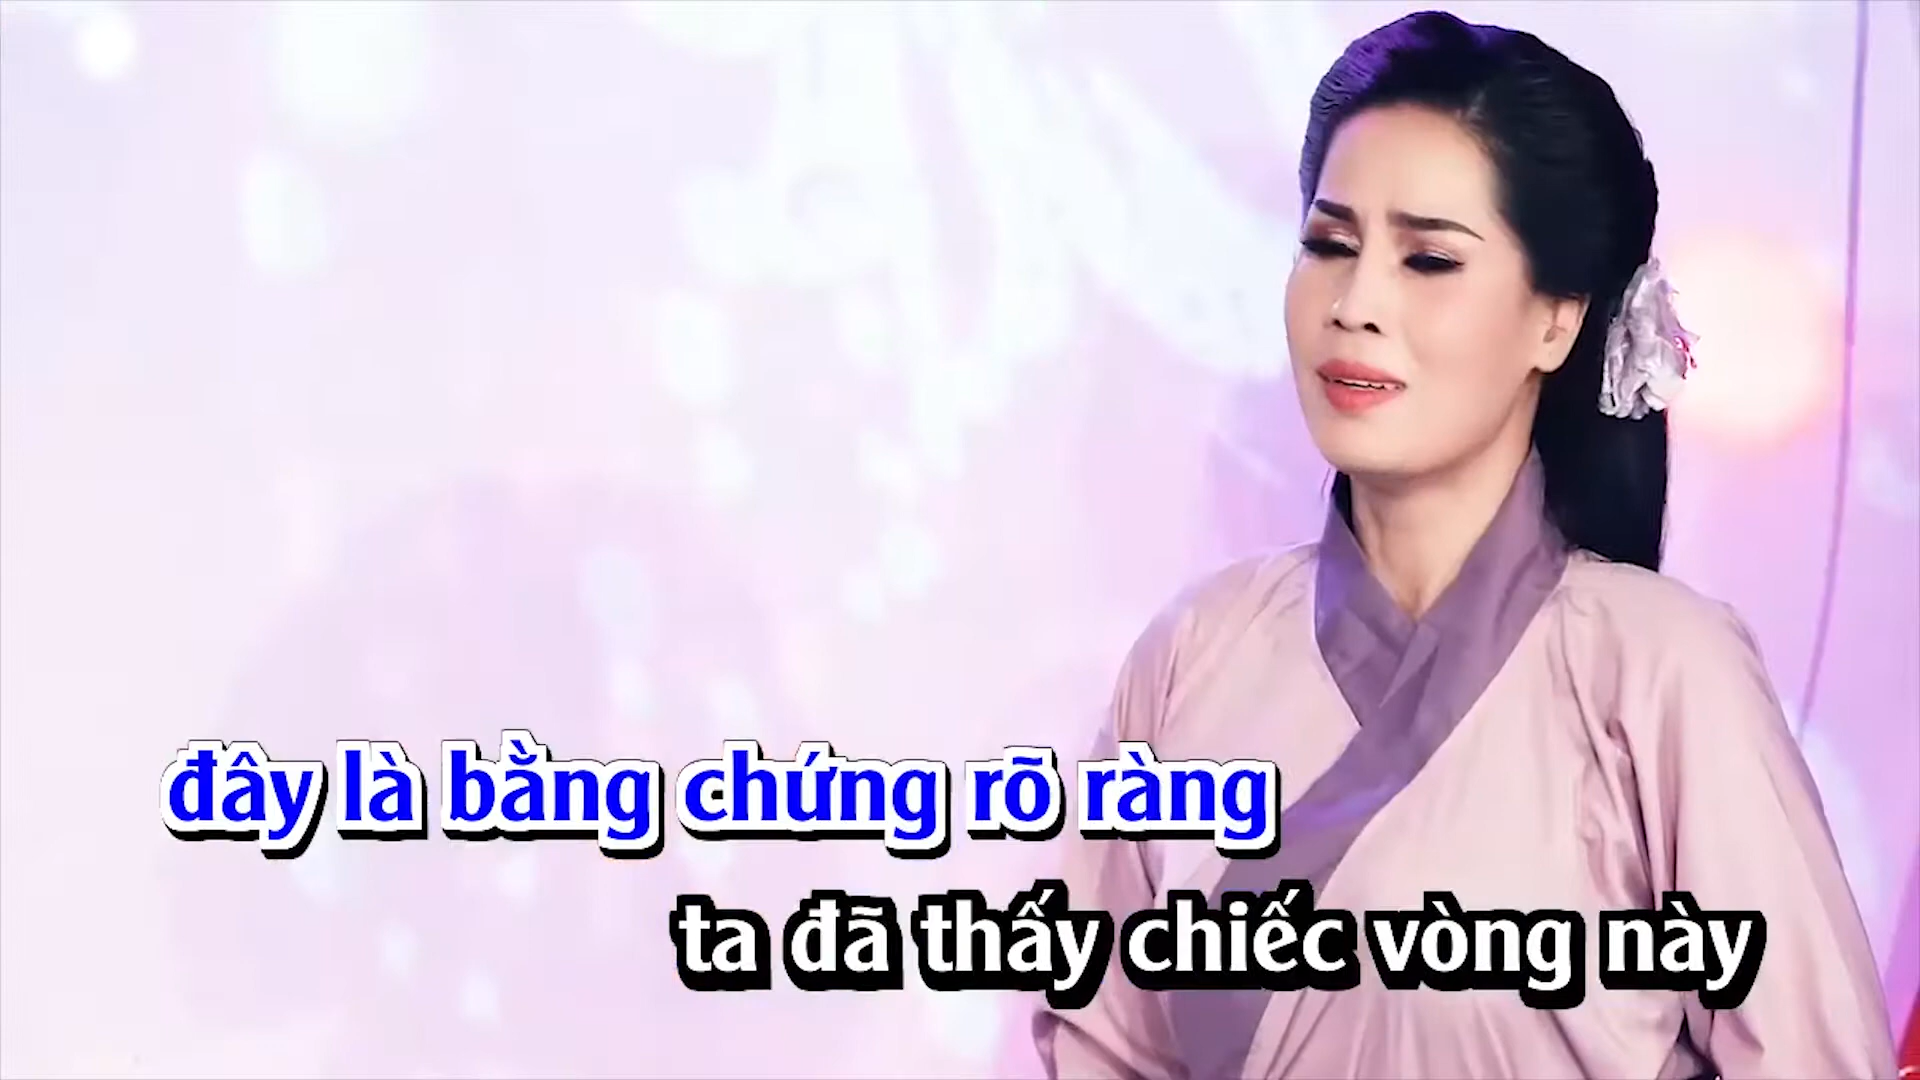 đây là bằng chứng rõ ràng
ta đã thấy chiếc vòng này